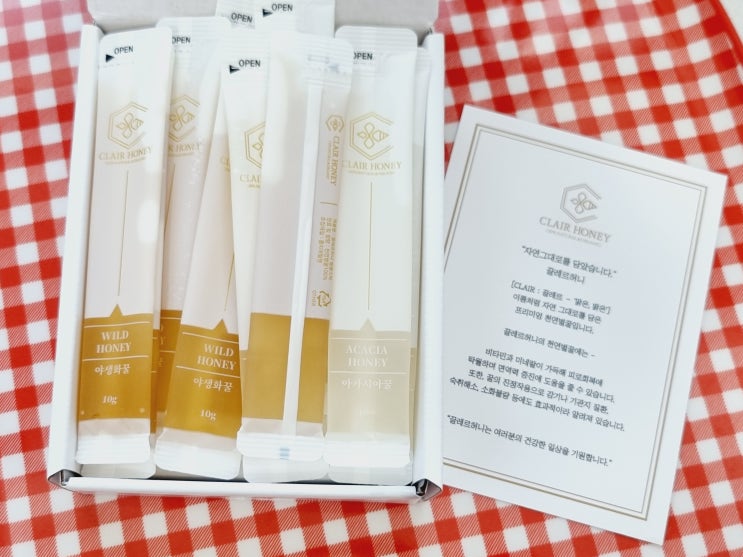 OPEN
OPEN
OPEN
OPEN
OPEN
OPEN
CLAIR HONEY
CLAIR HONEY
CLAIR HONEY
CLAIR HONEY
WILD
HONEY
야생화꿀
10g
WILD
HONEY
야생화꿀
10g
ACACIA
HONEY
아카시아꿀
CLAIR HONEY
"자연그대로를 담았습니다."
끌레르허니
[CLAIR : 끌레르 - '맑은, 밝은']
이름처럼 자연 그대로를 담은
프리미엄 천연벌꿀입니다.
끌레르허니의 천연벌꿀에는 -
비타민과 미네랄이 가득해 피로회복에
탁월하며 면역력 증진에 도움을 줄 수 있습니다.
또한, 꿀의 진정작용으로 감기나 기관지 질환,
숙취해소, 소화불량 등에도 효과적이라 알려져 있습니다.
"끌레르허니는 여러분의 건강한 일상을 기원합니다."